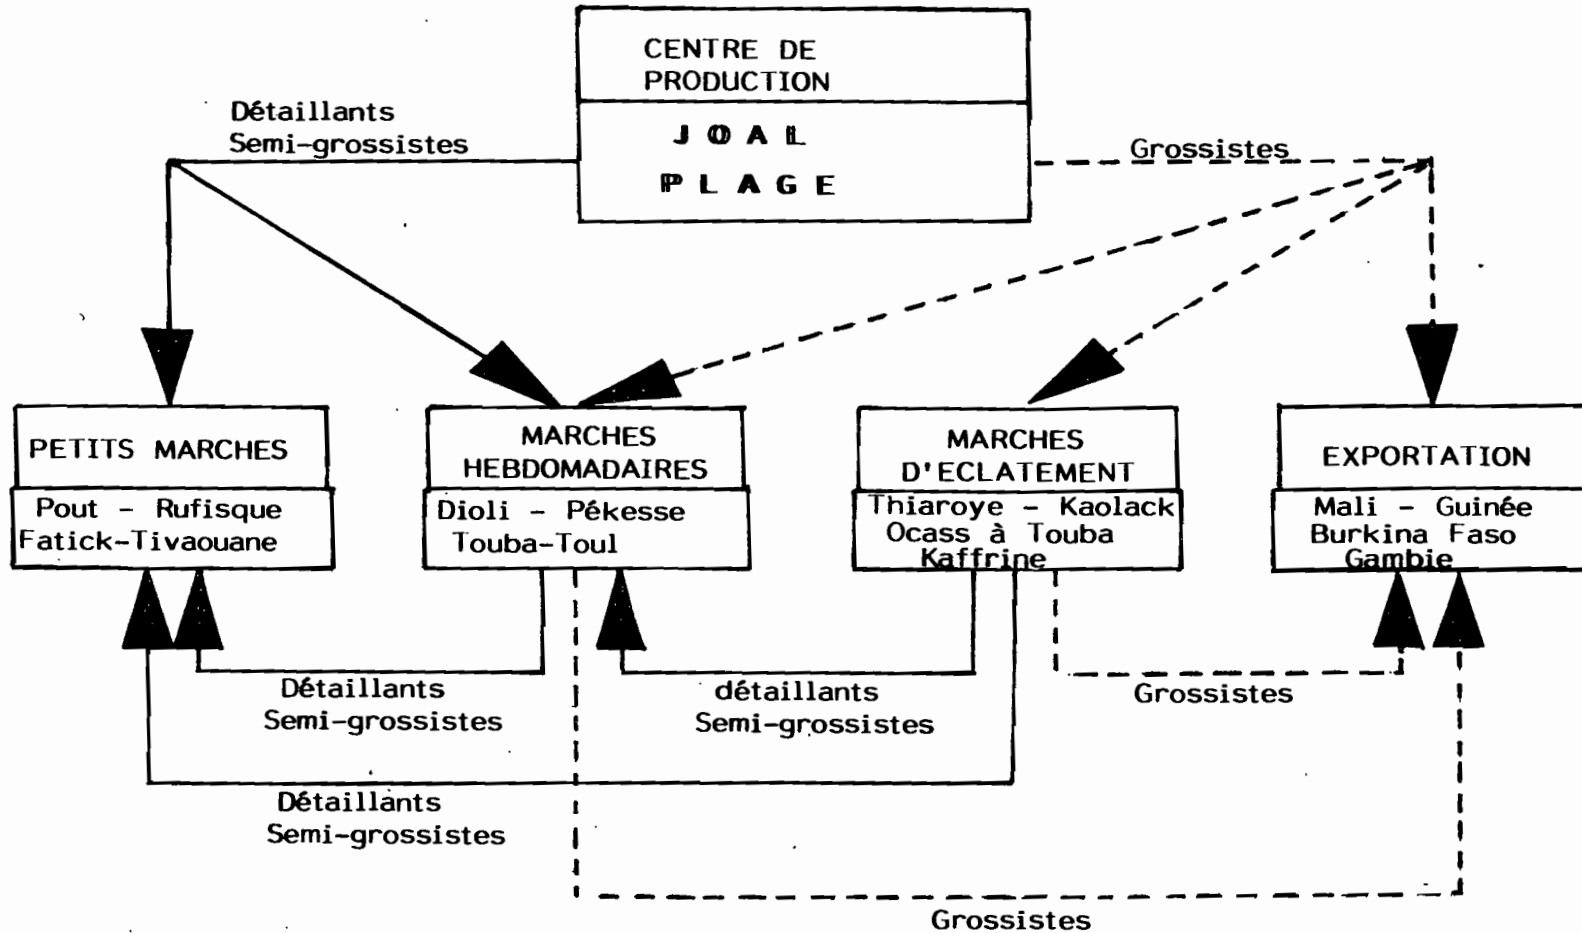 CENTRE DE
PRODUCTION
JOAL
PLAGE
Détaillants
Semi-grossistes
Grossistes
PETITS MARCHES
Pout - Rufisque
Fatick-Tivaouane
MARCHES
HEBDOMADAIRES
Dioli - Pékesse
Touba-Toul
MARCHES
D'ECLATEMENT
Thiaroye - Kaolack
Ocass à Touba
Kaffrine
EXPORTATION
Mali - Guinée
Burkina Faso
Gambie
Détaillants
Semi-grossistes
détaillants
Semi-grossistes
Grossistes
Détaillants
Semi-grossistes
Grossistes